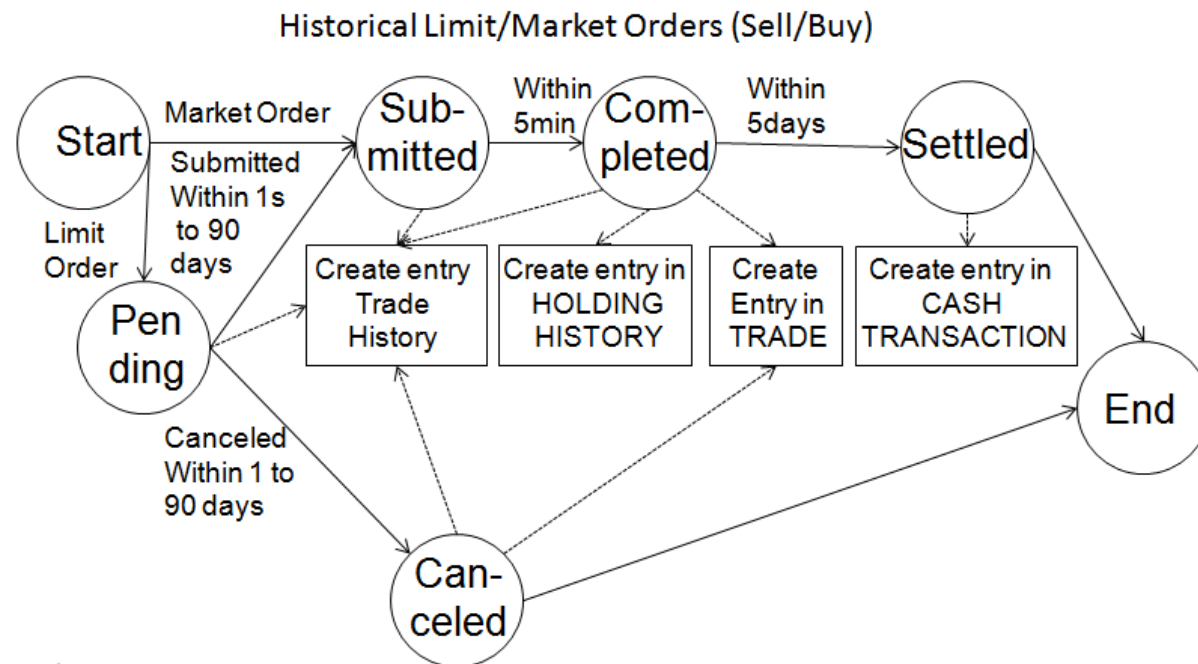 Historical Limit/Market Orders (Sell/Buy)
Start
Market Order
Submitted
Within 1s
to 90
days
Limit
Order
Sub-
mitted
Within
5min
Com-
pleted
Within
5days
Settled
Pen
ding
Create entry
Trade
History
Create entry in
HOLDING
HISTORY
Create
Entry in
TRADE
Create entry in
CASH
TRANSACTION
End
Canceled
Within 1 to
90 days
Can-
celed